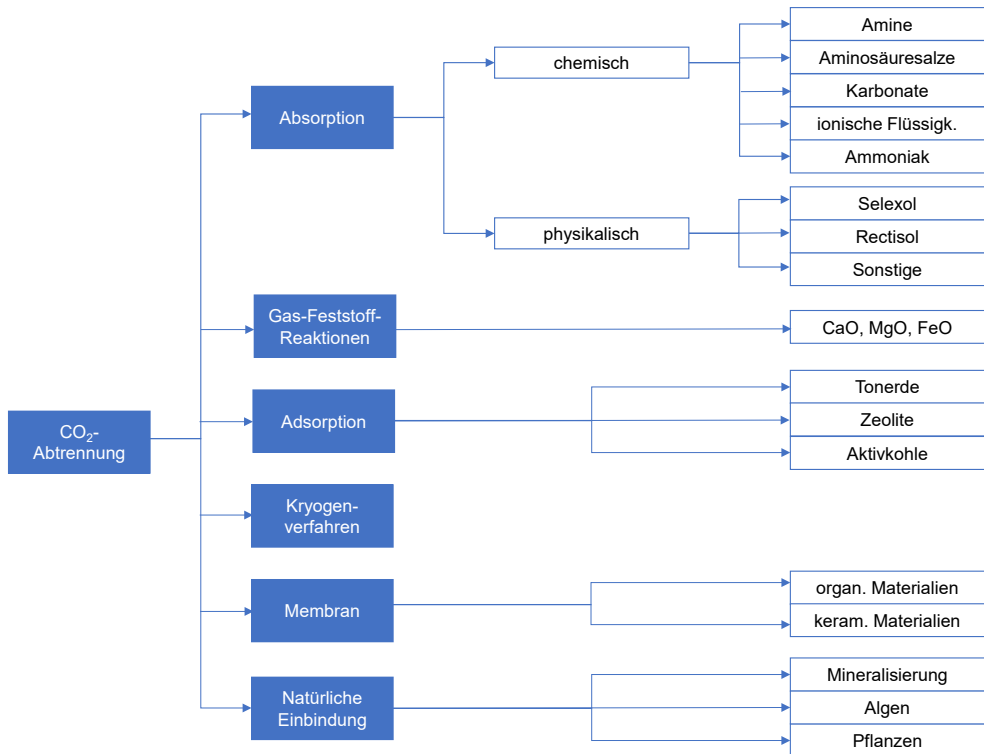 CO₂-
Abtrennung
Absorption
chemisch
Amine
Aminosäuresalze
Karbonate
ionische Flüssigk.
Ammoniak
physikalisch
Selexol
Rectisol
Sonstige
Gas-Feststoff-
Reaktionen
CaO, MgO, FeO
Adsorption
Tonerde
Zeolite
Aktivkohle
Kryogen-
verfahren
Membran
organ. Materialien
keram. Materialien
Natürliche
Einbindung
Mineralisierung
Algen
Pflanzen